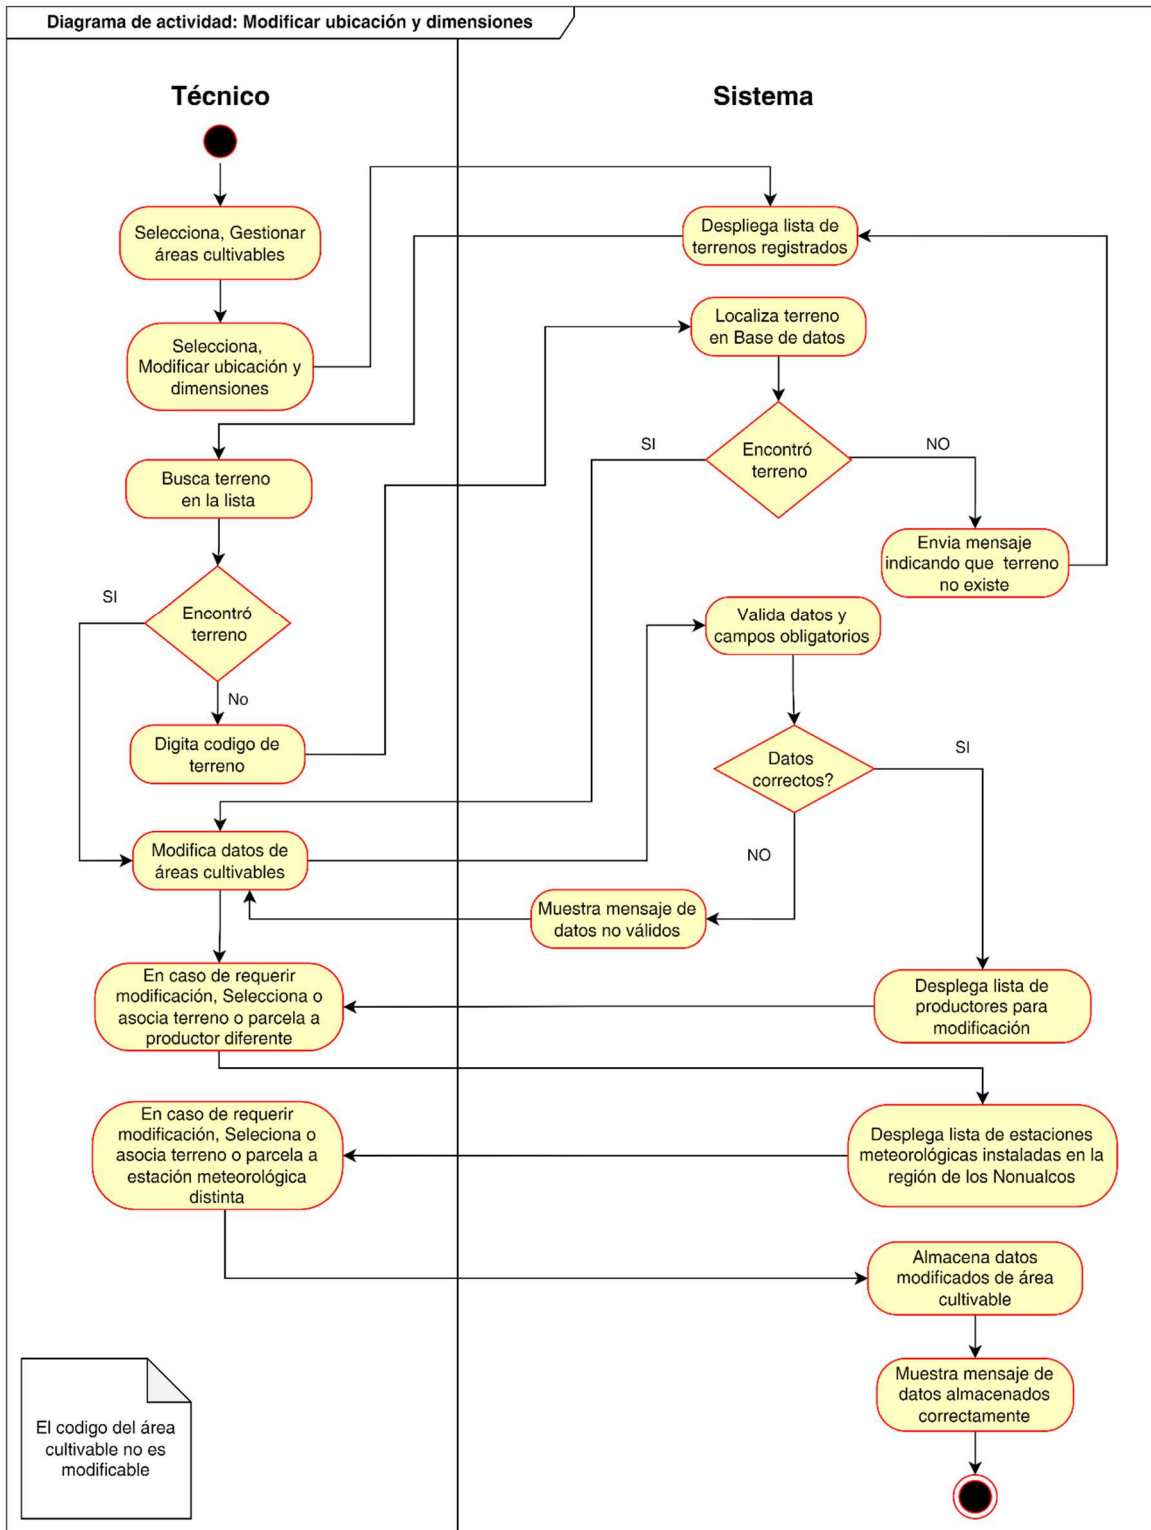 Diagrama de actividad: Modificar ubicación y dimensiones
Técnico
Sistema
Selecciona, Gestionar
áreas cultivables
Despliega lista de
terrenos registrados
Selecciona,
Modificar ubicación y
dimensiones
Localiza terreno
en Base de datos
Busca terreno
en la lista
SI
Encontró
terreno
NO
Envia mensaje
indicando que terreno
no existe
SI
Encontró
terreno
No
Valida datos y
campos obligatorios
Digita codigo de
terreno
Datos
correctos?
SI
NO
Modifica datos de
áreas cultivables
Muestra mensaje de
datos no válidos
En caso de requerir
modificación, Selecciona o
asocia terreno o parcela a
productor diferente
Desplega lista de
productores para
modificación
En caso de requerir
modificación, Seleciona o
asocia terreno o parcela a
estación meteorológica
distinta
Desplega lista de estaciones
meteorológicas instaladas en la
región de los Nonualcos
Almacena datos
modificados de área
cultivable
Muestra mensaje de
datos almacenados
correctamente
El codigo del área
cultivable no es
modificable